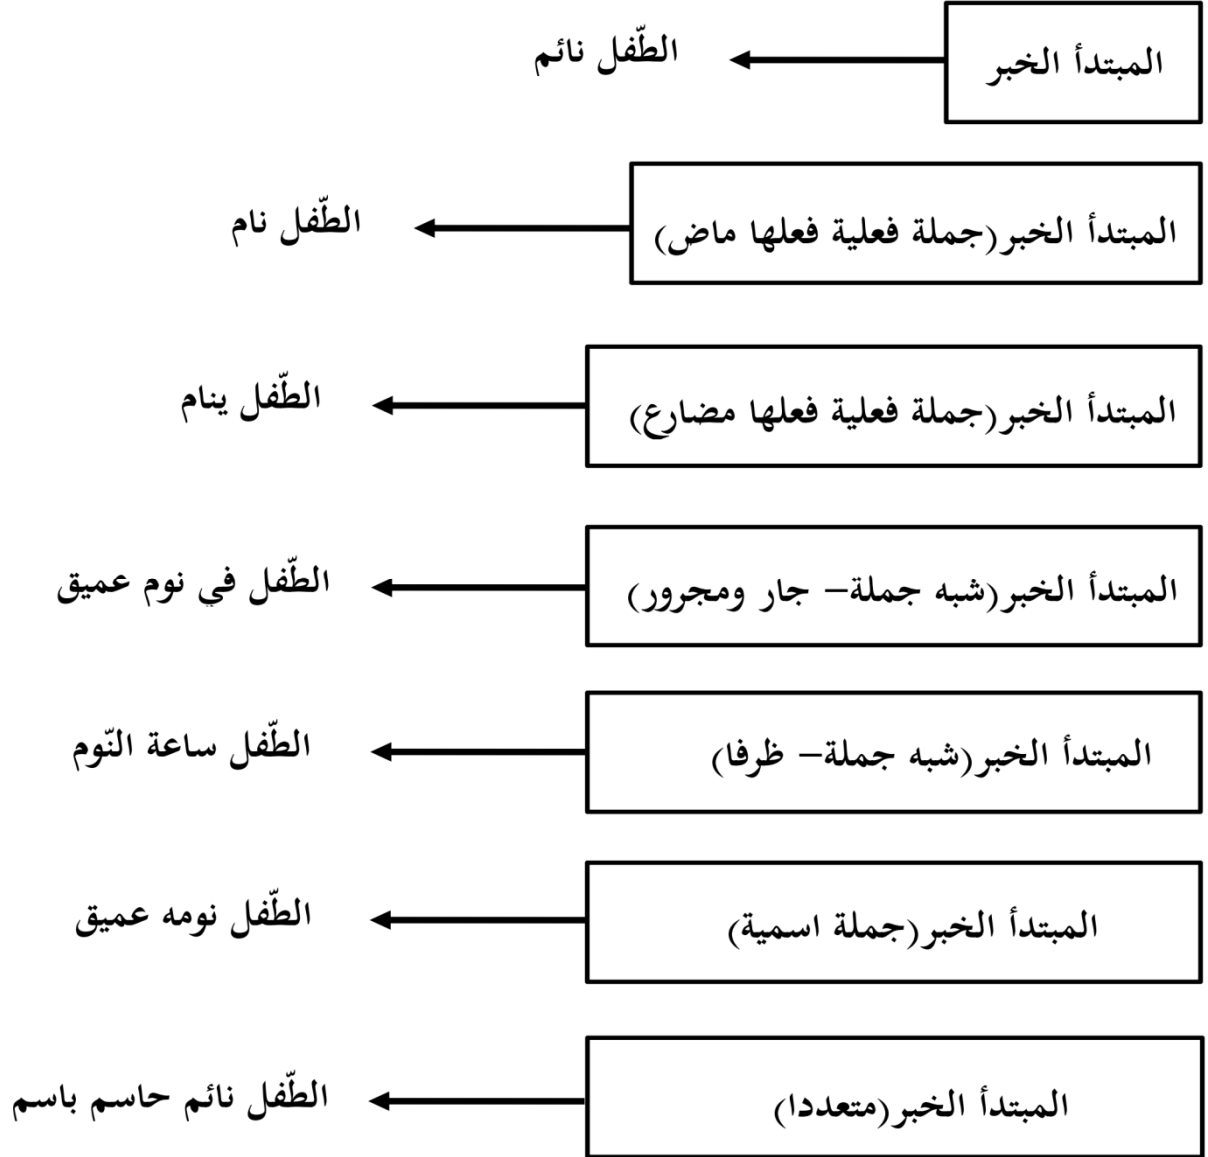 المبتدأ الخبر
الطّفل نائم
المبتدأ الخبر(جملة فعلية فعلها ماض)
الطّفل نام
المبتدأ الخبر(جملة فعلية فعلها مضارع)
الطّفل ينام
المبتدأ الخبر(شبه جملة– جار ومجرور)
الطّفل في نوم عميق
المبتدأ الخبر(شبه جملة– ظرفا)
الطّفل ساعة النّوم
المبتدأ الخبر(جملة اسمية)
الطّفل نومه عميق
المبتدأ الخبر(متعددا)
الطّفل نائم حاسم باسم